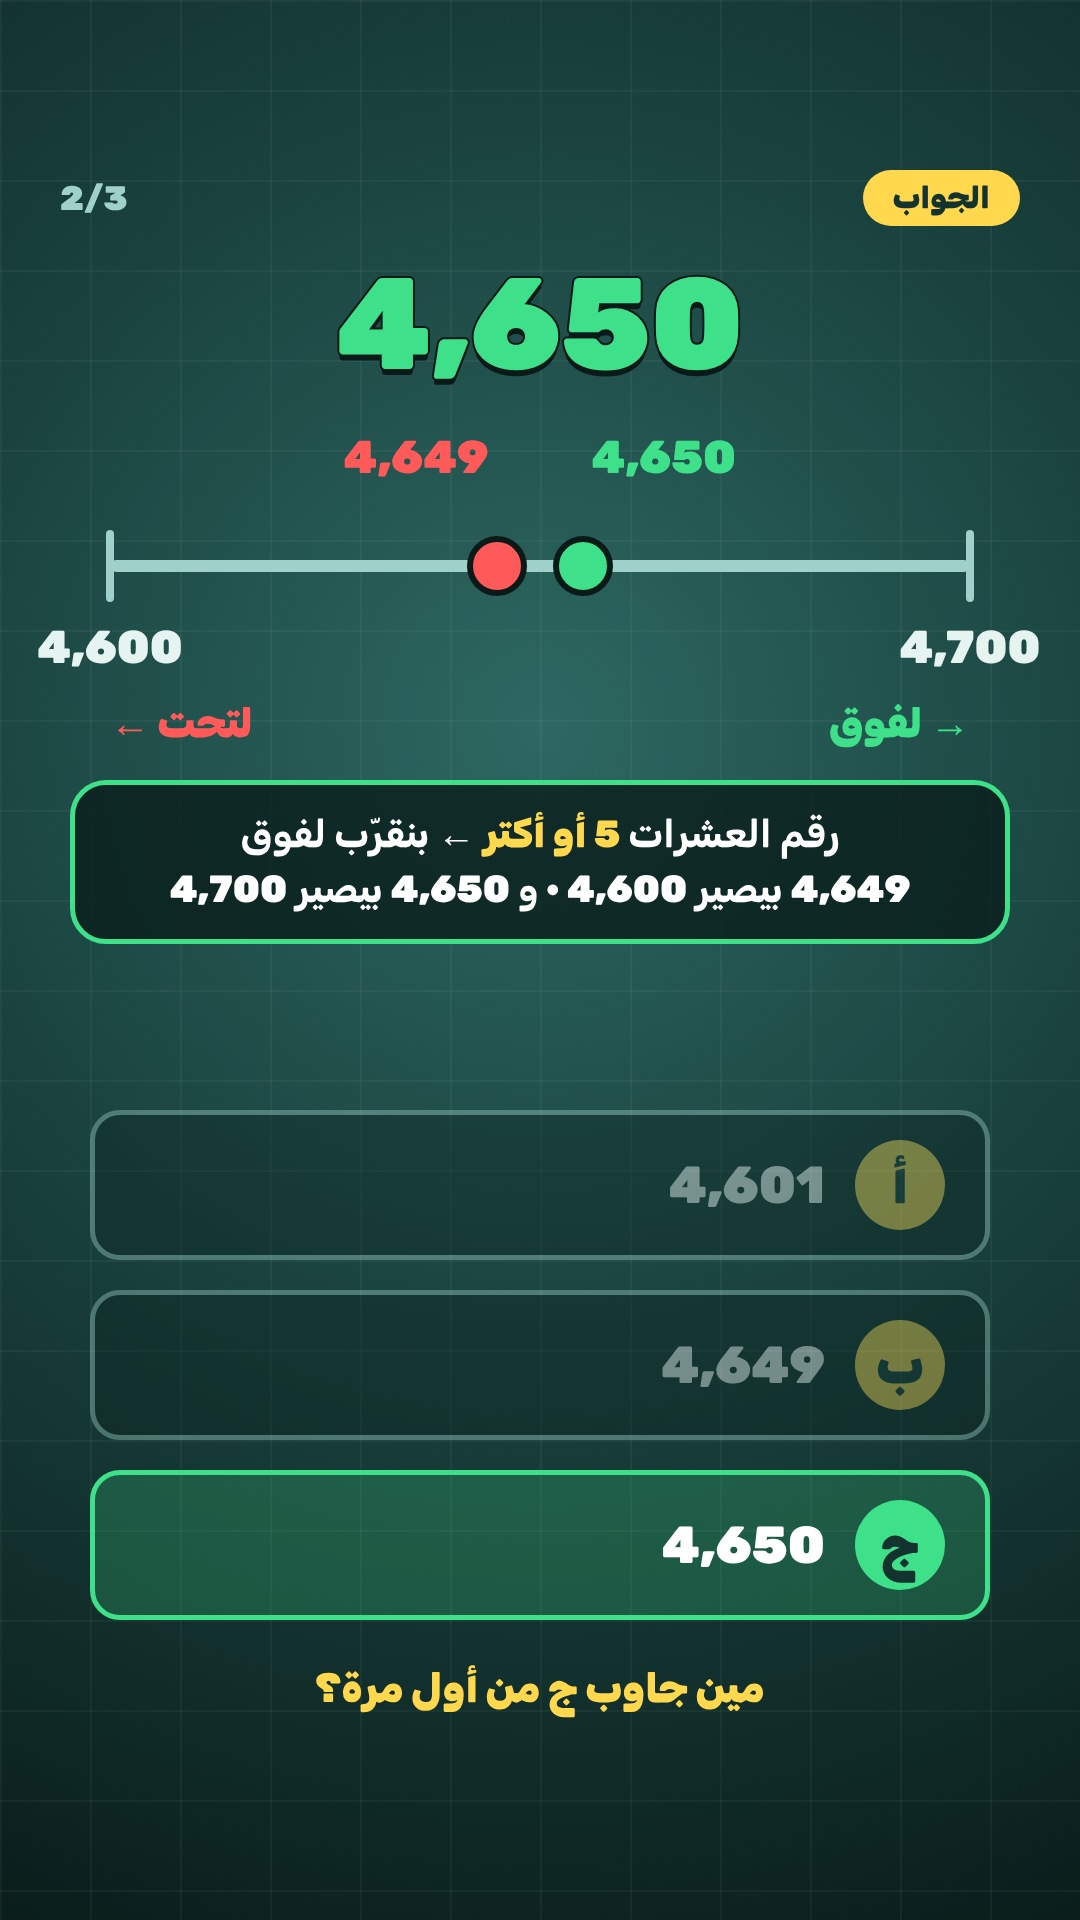 الجواب
2/3
4,650
4,649
4,650
4,600
4,700
← لتحت
لفوق →
رقم العشرات 5 أو أكتر ← بنقرّب لفوق
4,649 بيصير 4,600 • و 4,650 بيصير 4,700
أ 4,601
ب 4,649
ج 4,650
مين جاوب ج من أول مرة؟